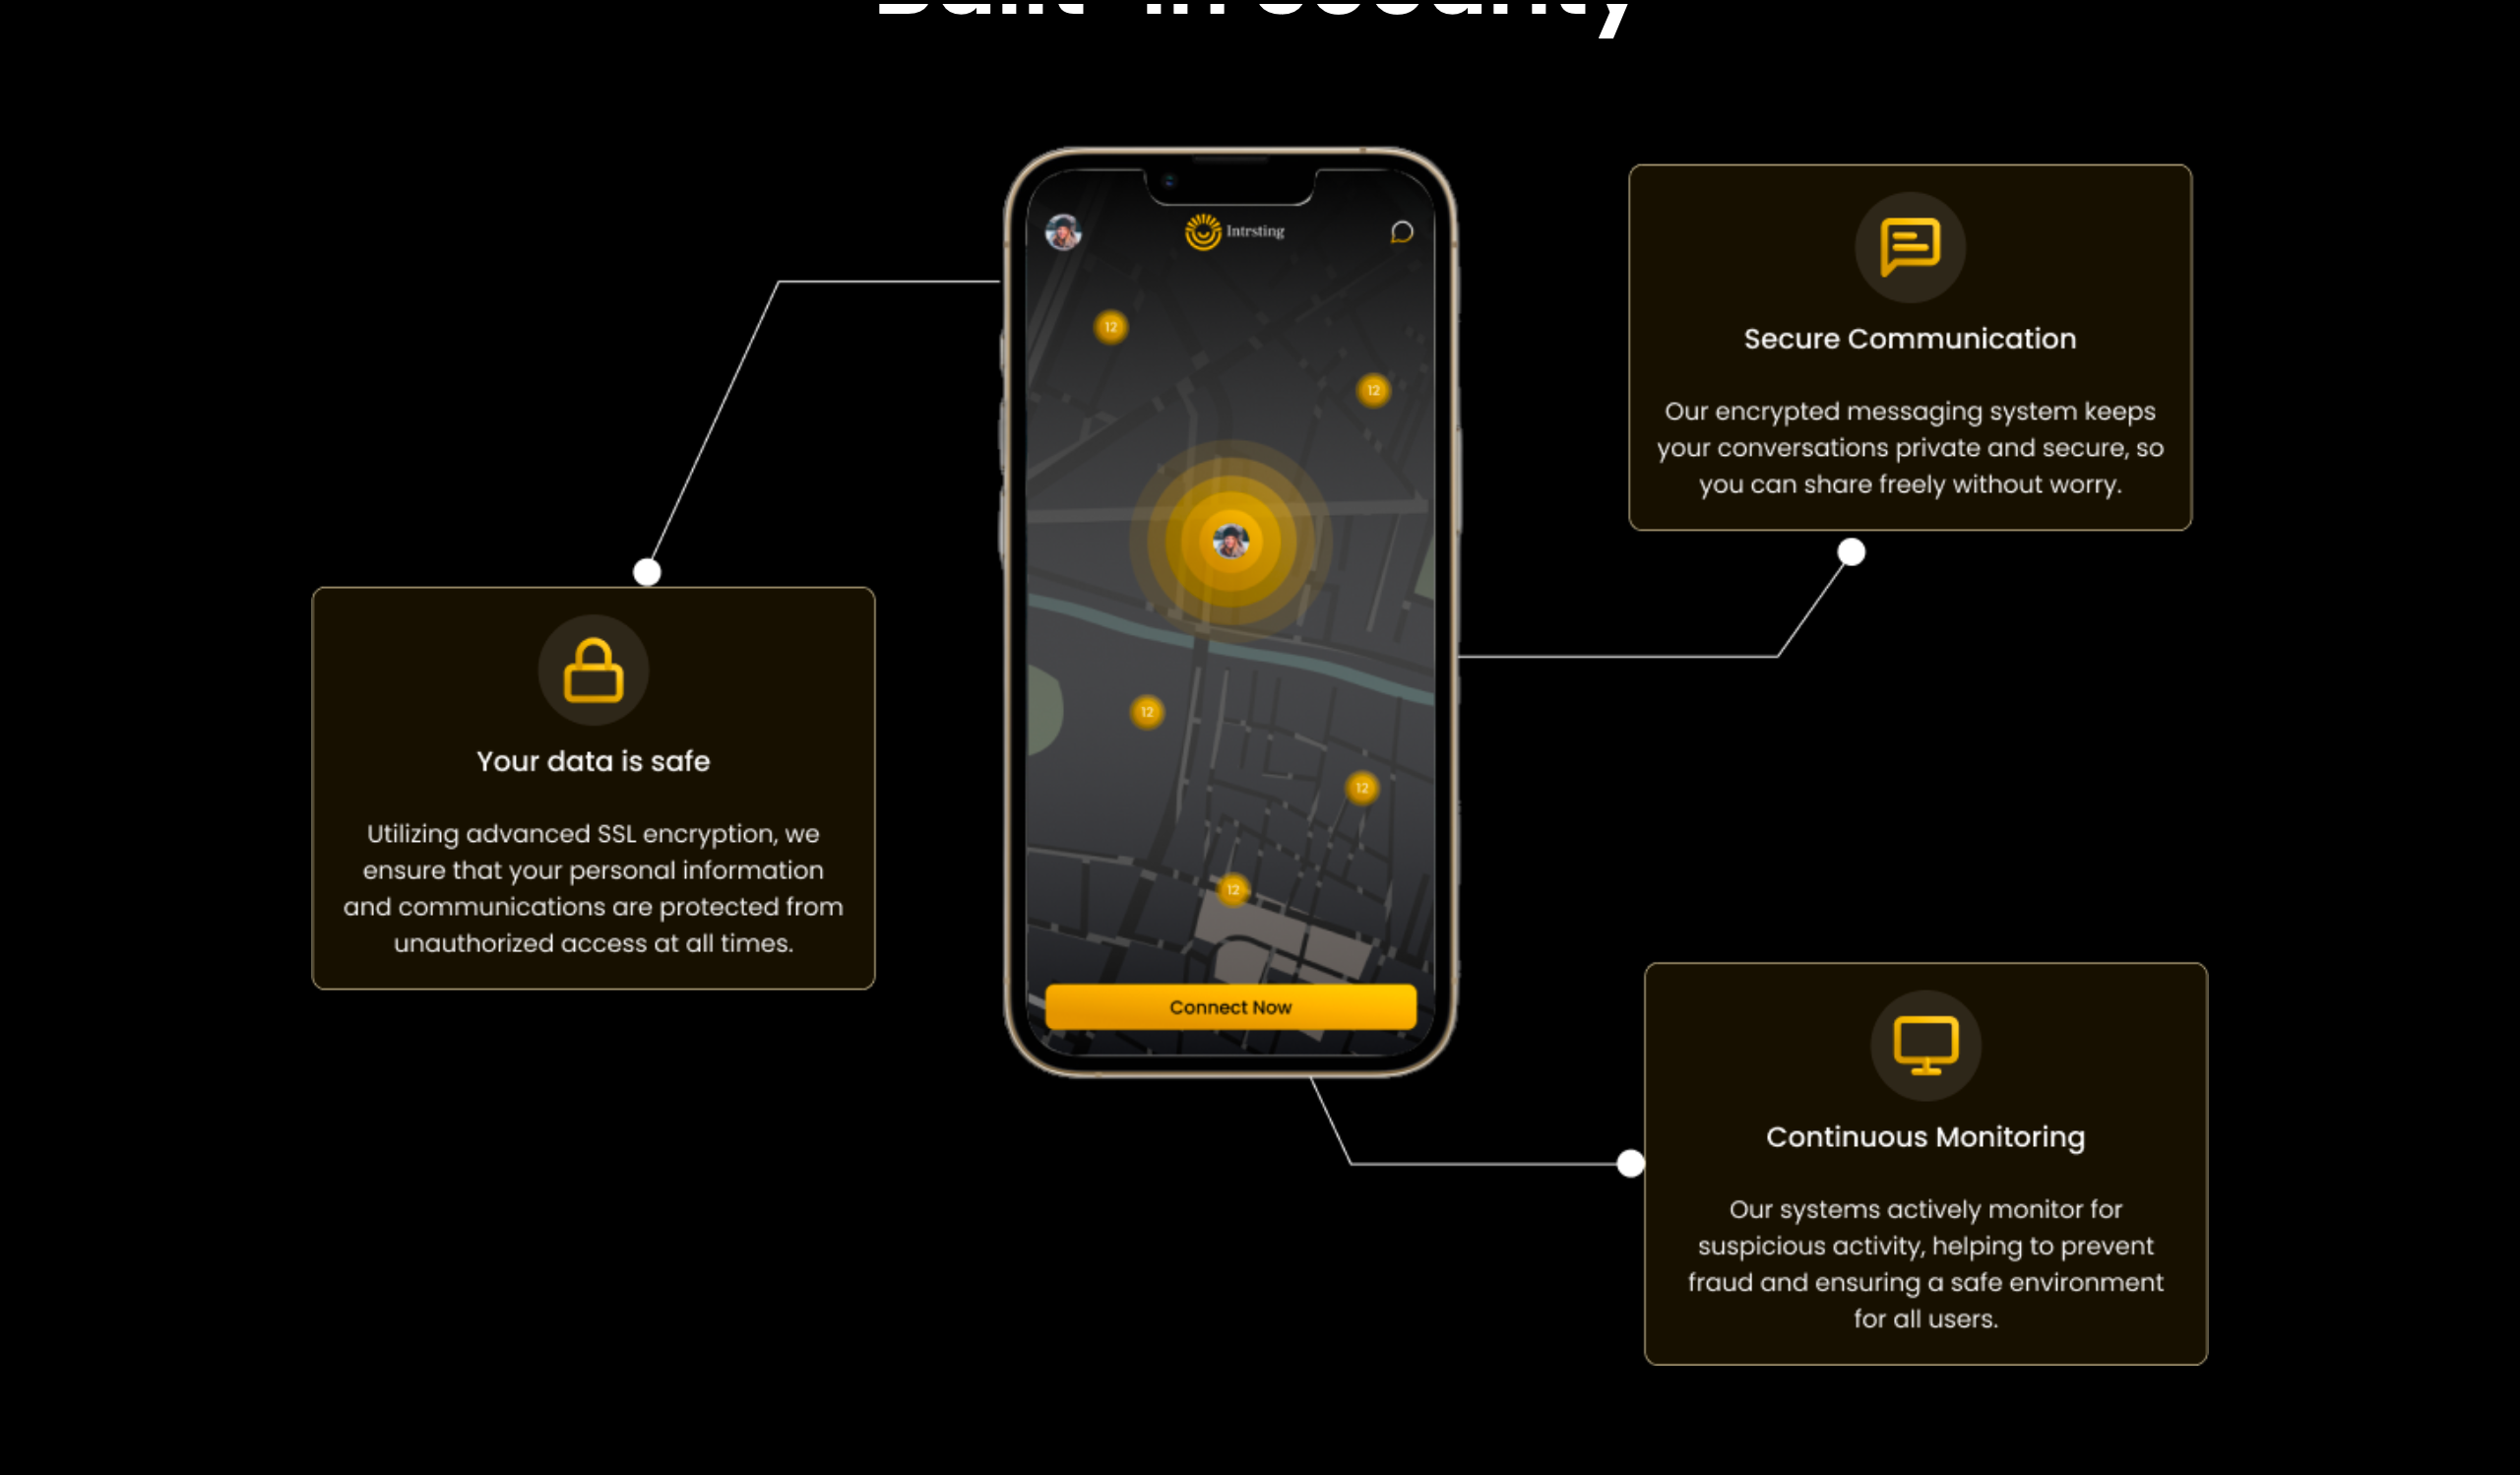 Built-in security
Intrsting
12
12
12
12
12
Connect Now
Your data is safe
Utilizing advanced SSL encryption, we
ensure that your personal information
and communications are protected from
unauthorized access at all times.
Secure Communication
Our encrypted messaging system keeps
your conversations private and secure, so
you can share freely without worry.
Continuous Monitoring
Our systems actively monitor for
suspicious activity, helping to prevent
fraud and ensuring a safe environment
for all users.